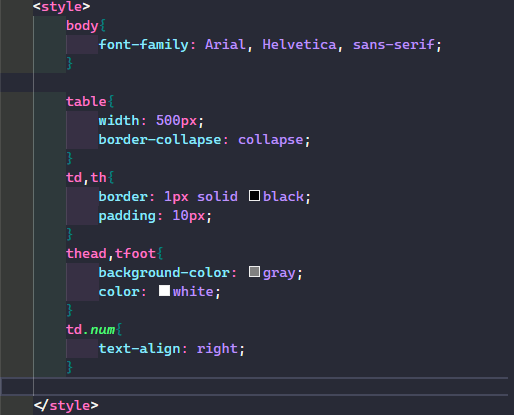 <style>
body{
font-family: Arial, Helvetica, sans-serif;
}
table{
width: 500px;
border-collapse: collapse;
}
td,th{
border: 1px solid black;
padding: 10px;
}
thead,tfoot{
background-color: gray;
color: white;
}
td.num{
text-align: right;
}
</style>